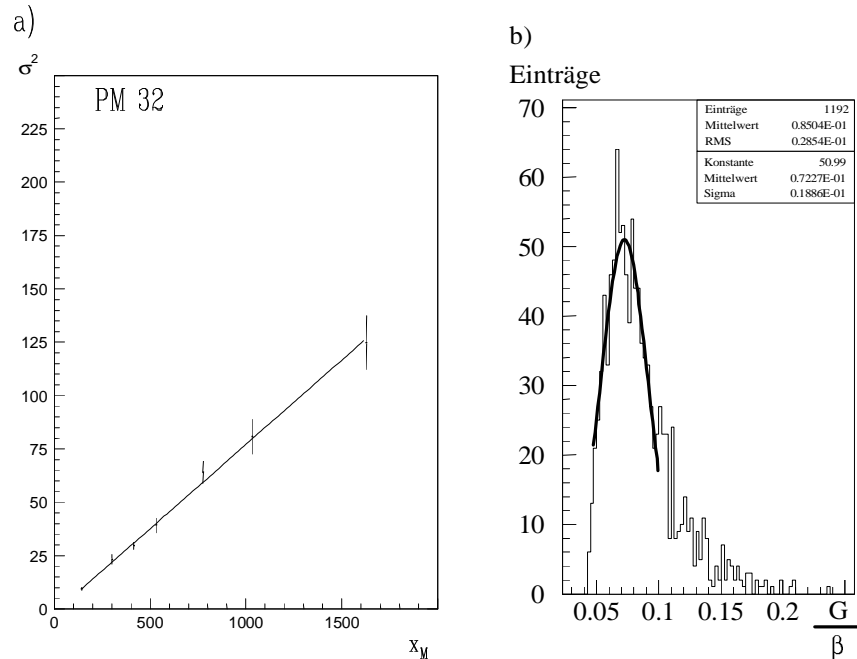 a)
σ²
PM 32
225
200
175
150
125
100
75
50
25
0
0 500 1000 1500
x_M
b)
Einträge
70
60
50
40
30
20
10
0
0.05 0.1 0.15 0.2 G
β
Einträge 1192
Mittelwert 0.8504E-01
RMS 0.2854E-01
Konstante 50.99
Mittelwert 0.7227E-01
Sigma 0.1886E-01